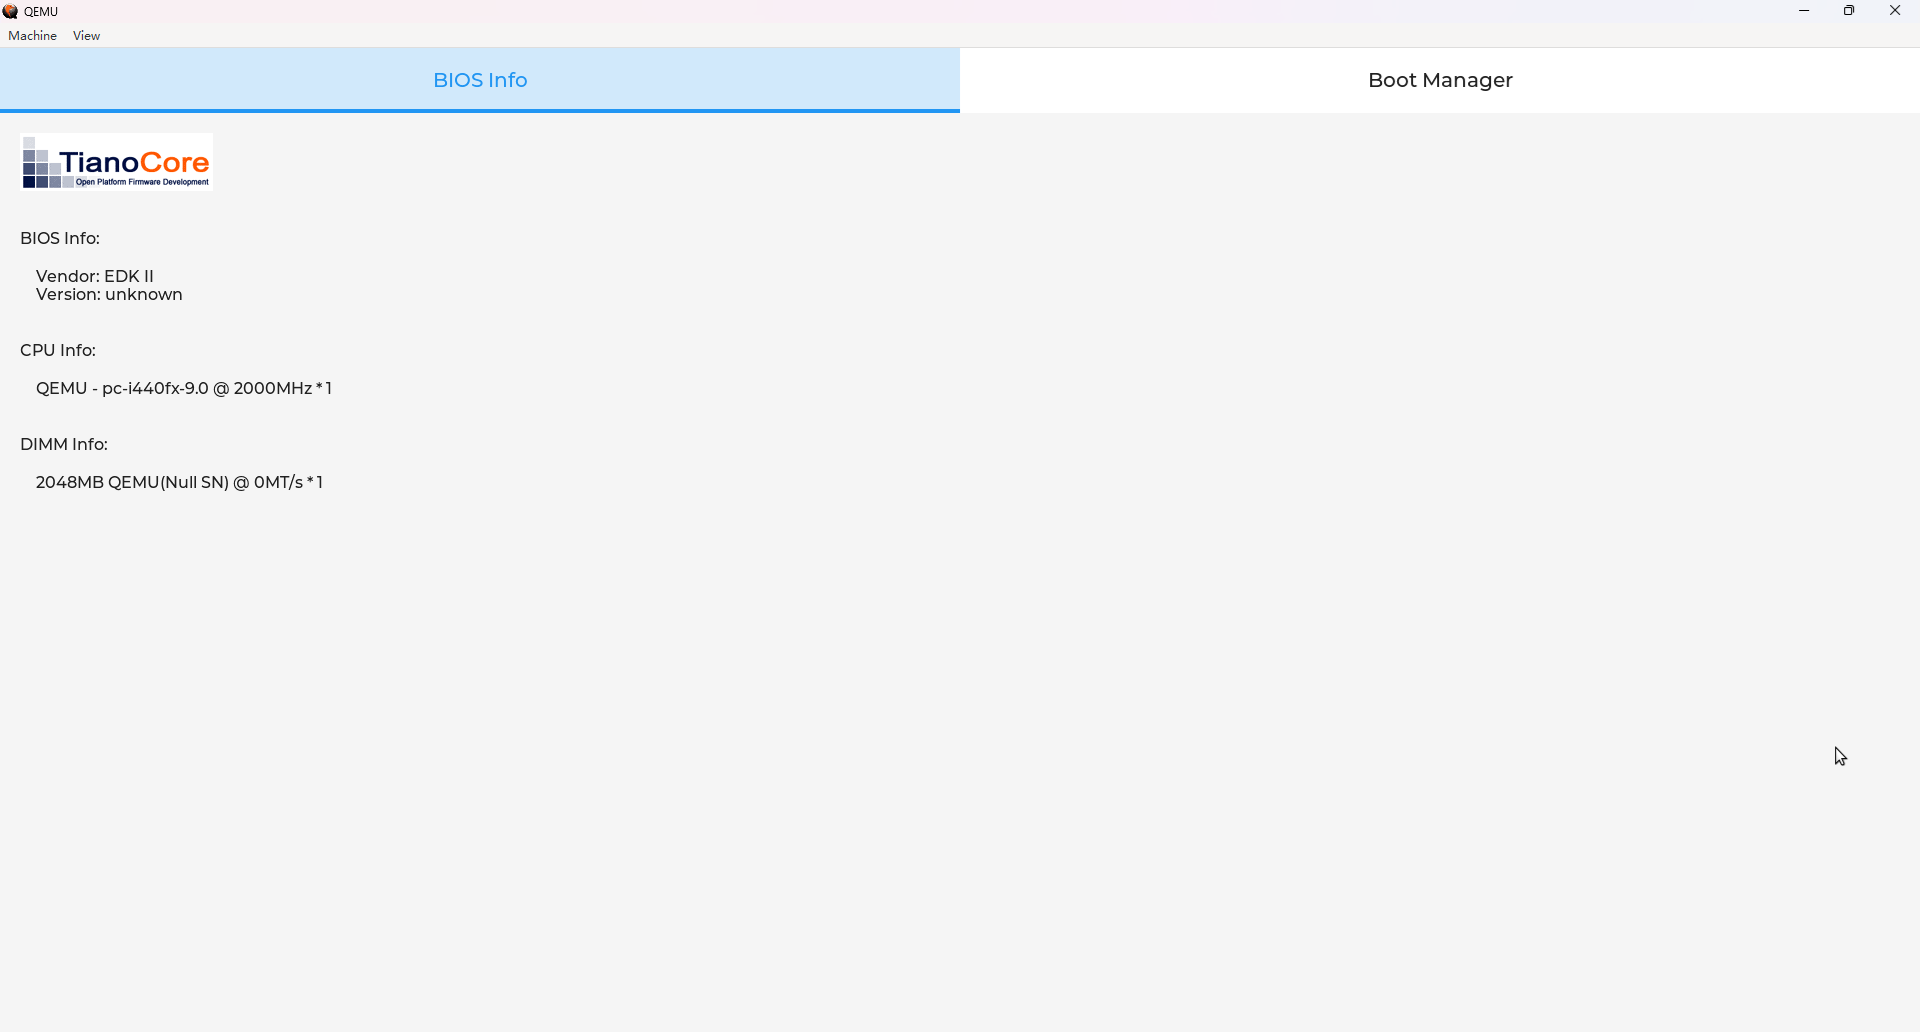 QEMU
Machine View
BIOS Info
Boot Manager
TianoCore
Open Platform Firmware Development
BIOS Info:
Vendor: EDK II
Version: unknown
CPU Info:
QEMU - pc-i440fx-9.0 @ 2000MHz * 1
DIMM Info:
2048MB QEMU(Null SN) @ 0MT/s * 1